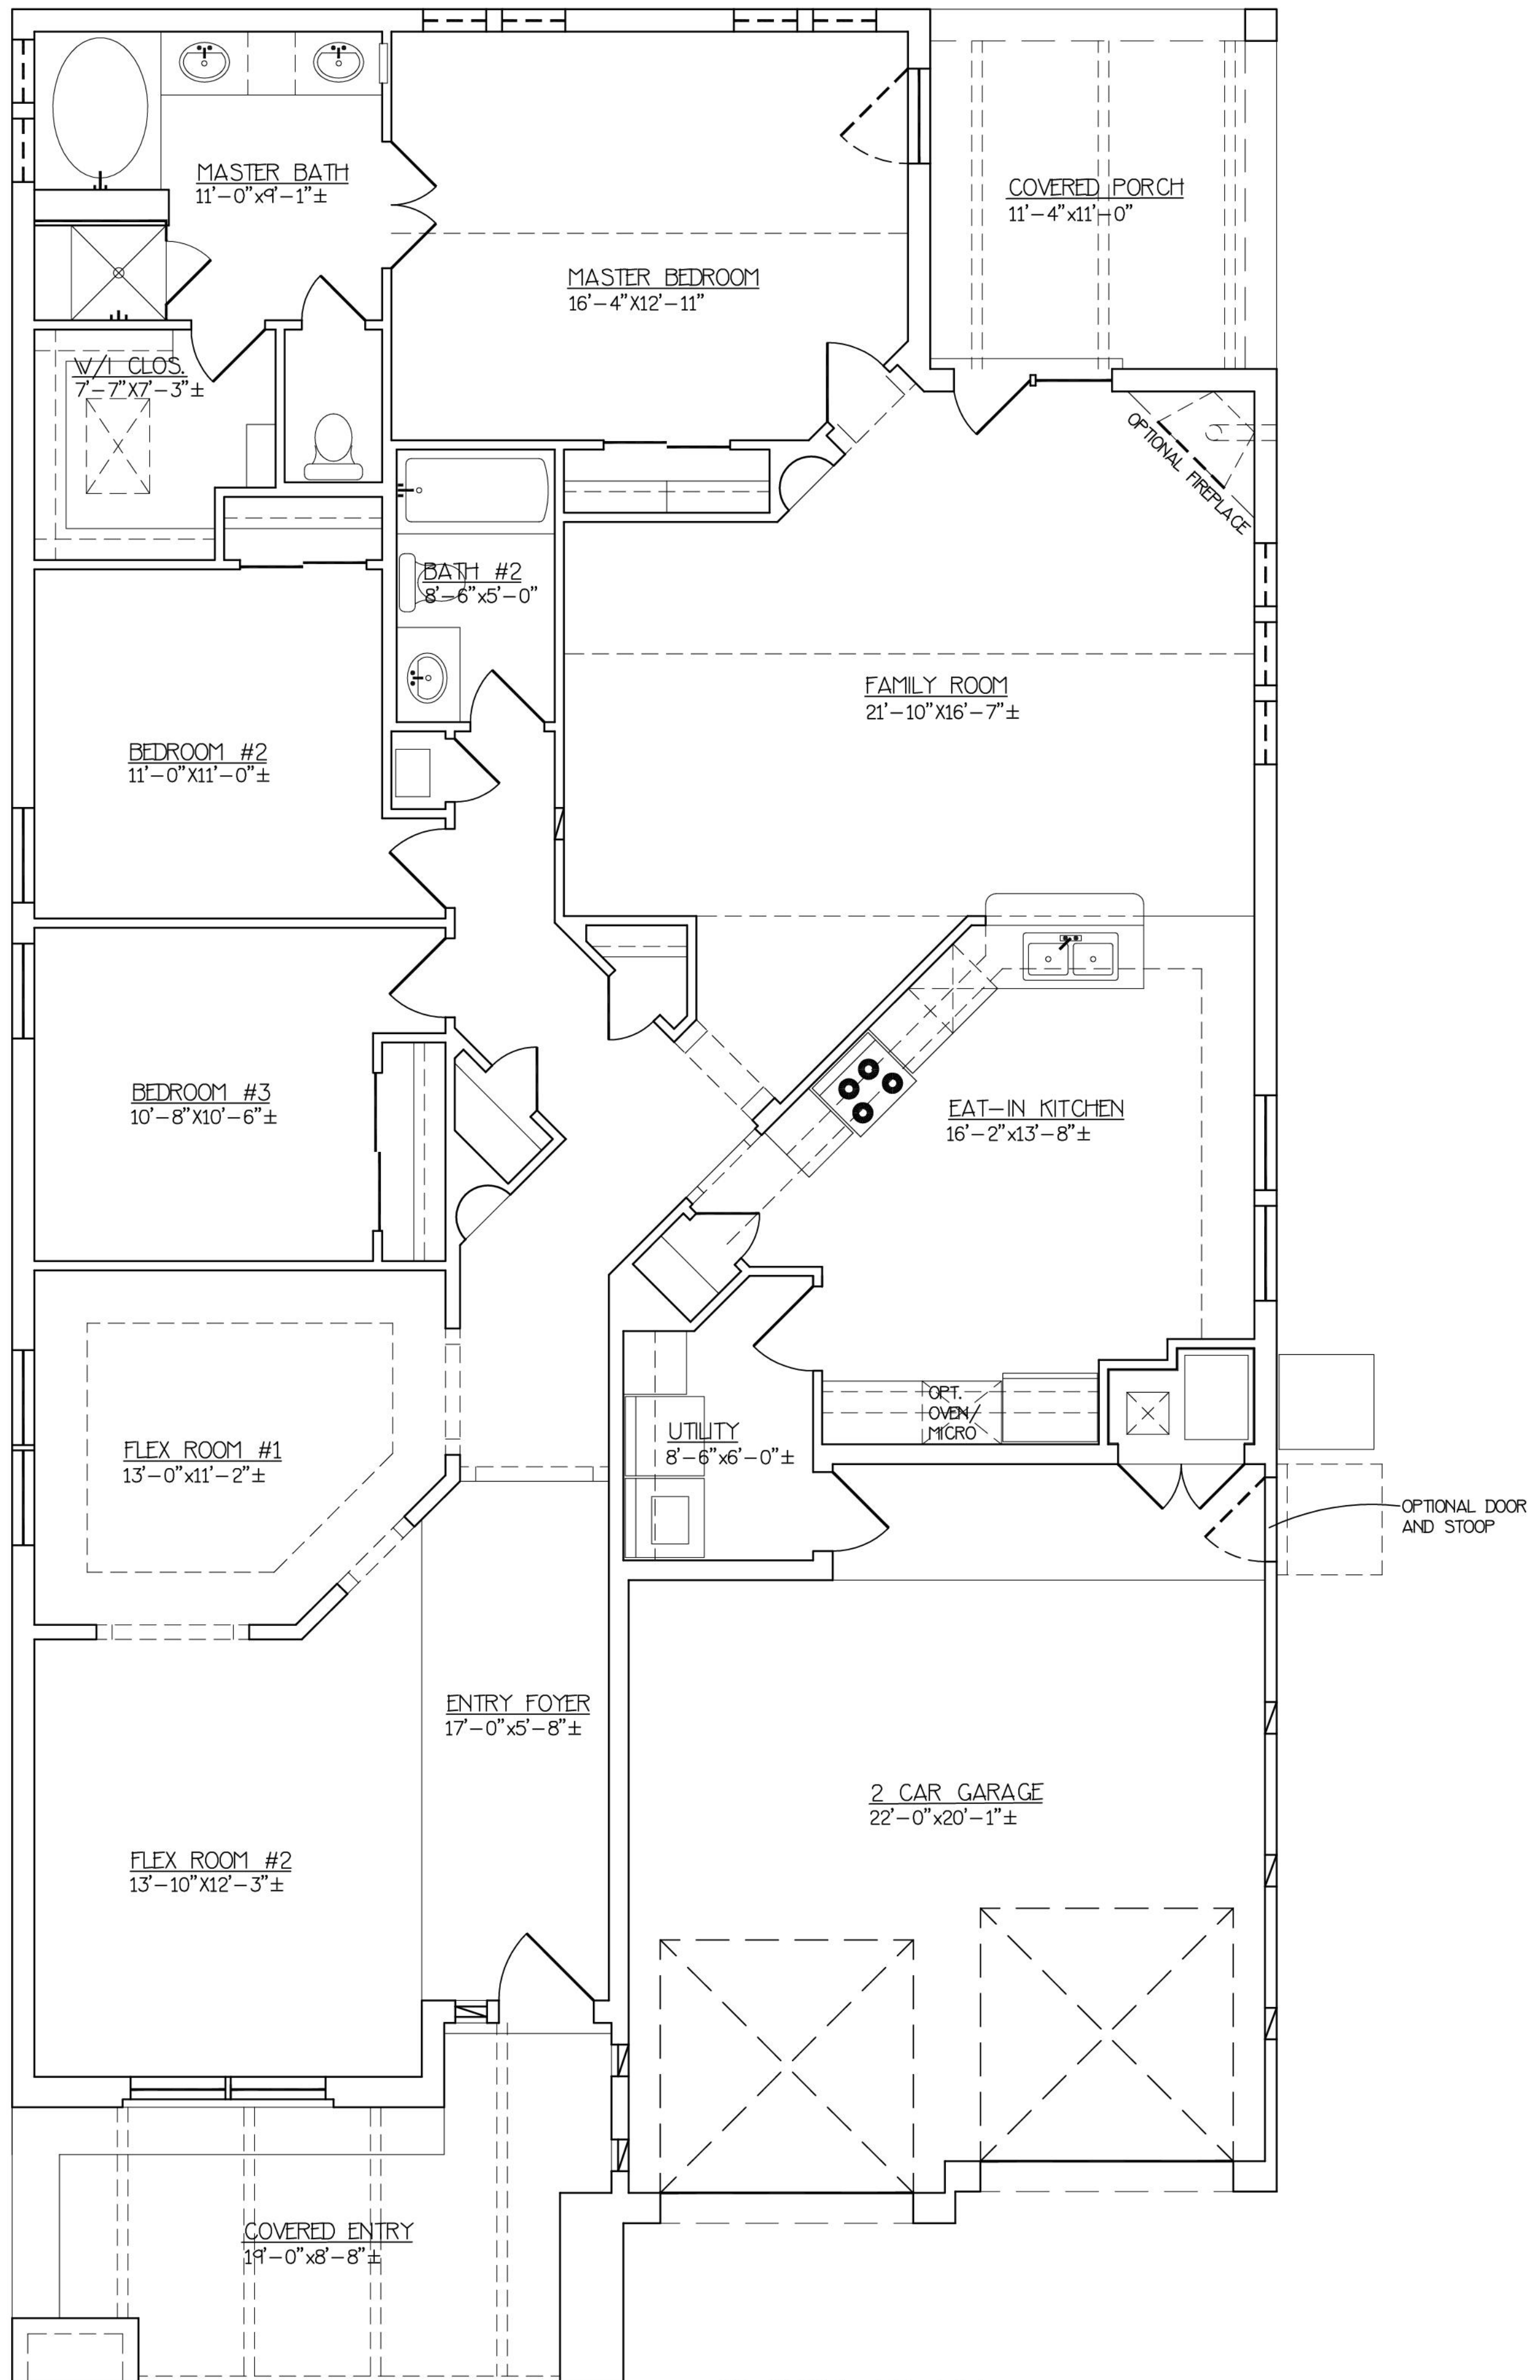 MASTER BATH
11'-0"x9'-1"±
COVERED PORCH
11'-4"x11'-0"
MASTER BEDROOM
16'-4"X12'-11"
W/I CLOS.
7'-7"X7'-3"±
OPTIONAL FIREPLACE
BATH #2
8'-6"x5'-0"
FAMILY ROOM
21'-10"X16'-7"±
BEDROOM #2
11'-0"X11'-0"±
BEDROOM #3
10'-8"X10'-6"±
EAT-IN KITCHEN
16'-2"x13'-8"±
OPT.
OVEN/
MICRO
UTILITY
8'-6"x6'-0"±
FLEX ROOM #1
13'-0"x11'-2"±
OPTIONAL DOOR
AND STOOP
ENTRY FOYER
17'-0"x5'-8"±
2 CAR GARAGE
22'-0"x20'-1"±
FLEX ROOM #2
13'-10"X12'-3"±
COVERED ENTRY
19'-0"x8'-8"±